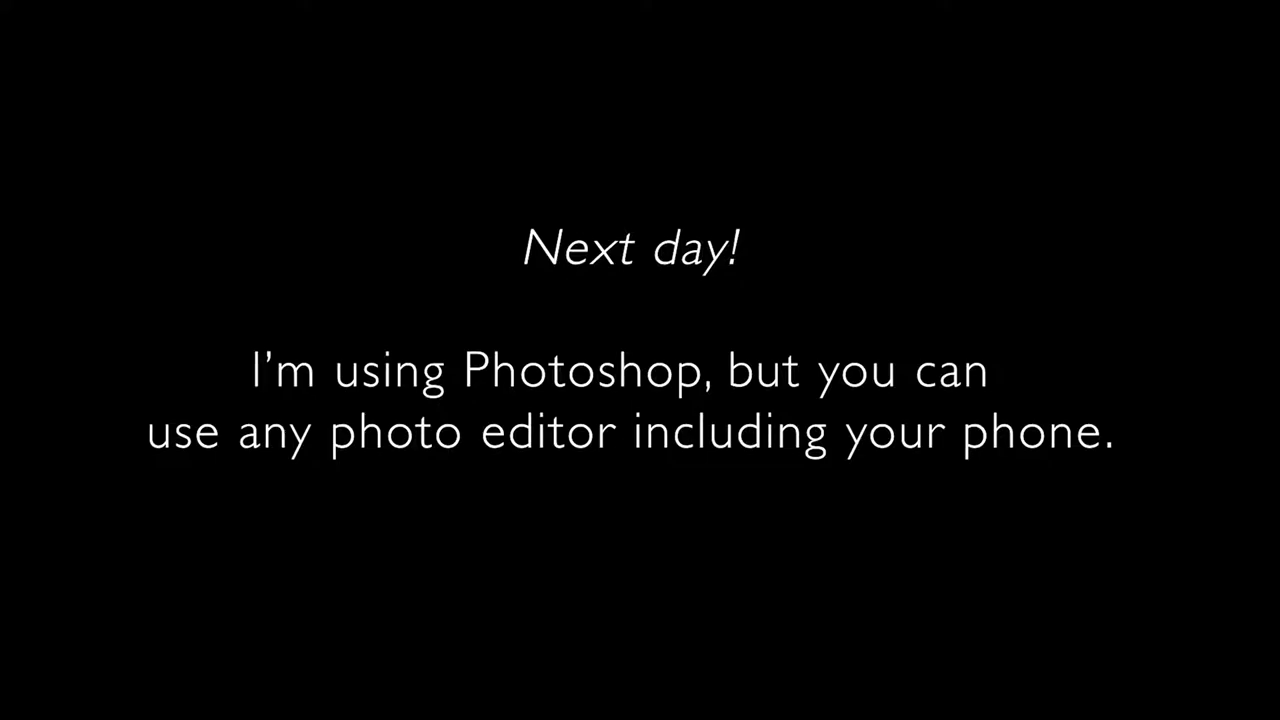 Next day!
I’m using Photoshop, but you can
use any photo editor including your phone.